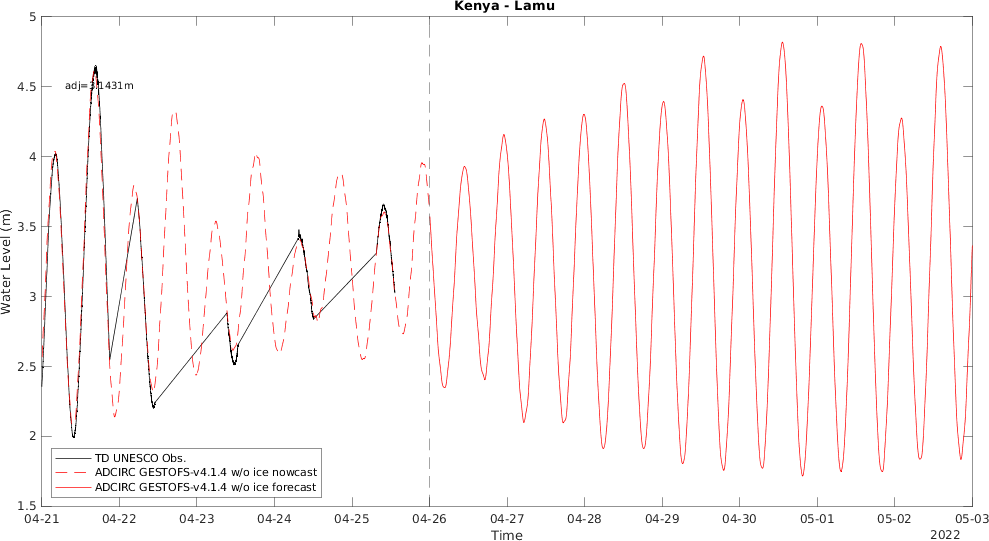 Kenya - Lamu
5
4.5
4
3.5
3
2.5
2
1.5
Water Level (m)
adj=3.1431m
TD UNESCO Obs.
ADCIRC GESTOFS-v4.1.4 w/o ice nowcast
ADCIRC GESTOFS-v4.1.4 w/o ice forecast
04-21 04-22 04-23 04-24 04-25 04-26 04-27 04-28 04-29 04-30 05-01 05-02 05-03
Time
2022